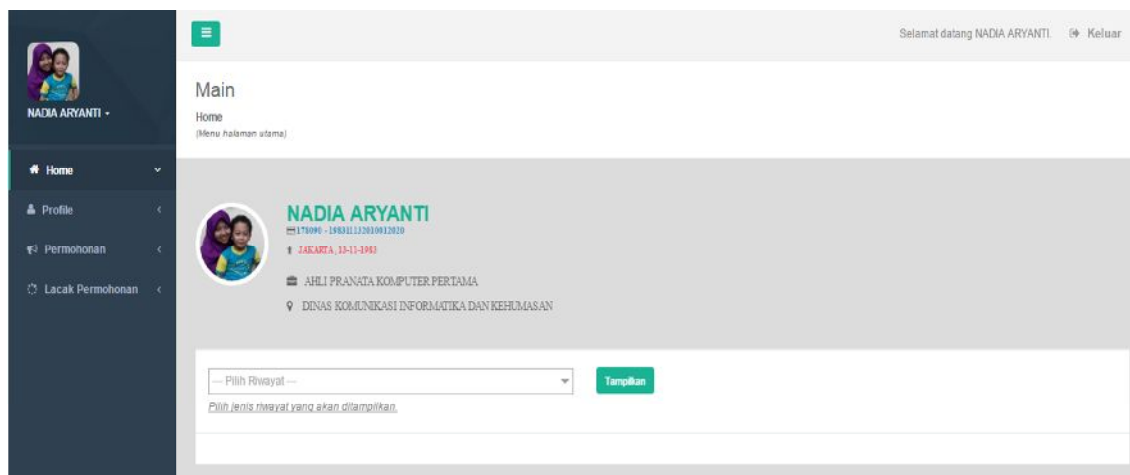 Selamat datang NADIA ARYANTI. Keluar
NADIA ARYANTI
Main
Home
(Menu halaman utama)
Home
Profile
Permohonan
Lacak Permohonan
NADIA ARYANTI
JAKARTA, 13-11-1983
AHLI PRANATA KOMPUTER PERTAMA
DINAS KOMUNIKASI INFORMATIKA DAN KEHUMASAN
--- Pilih Riwayat ---
Tampilkan
Pilih jenis riwayat yang akan ditampilkan.